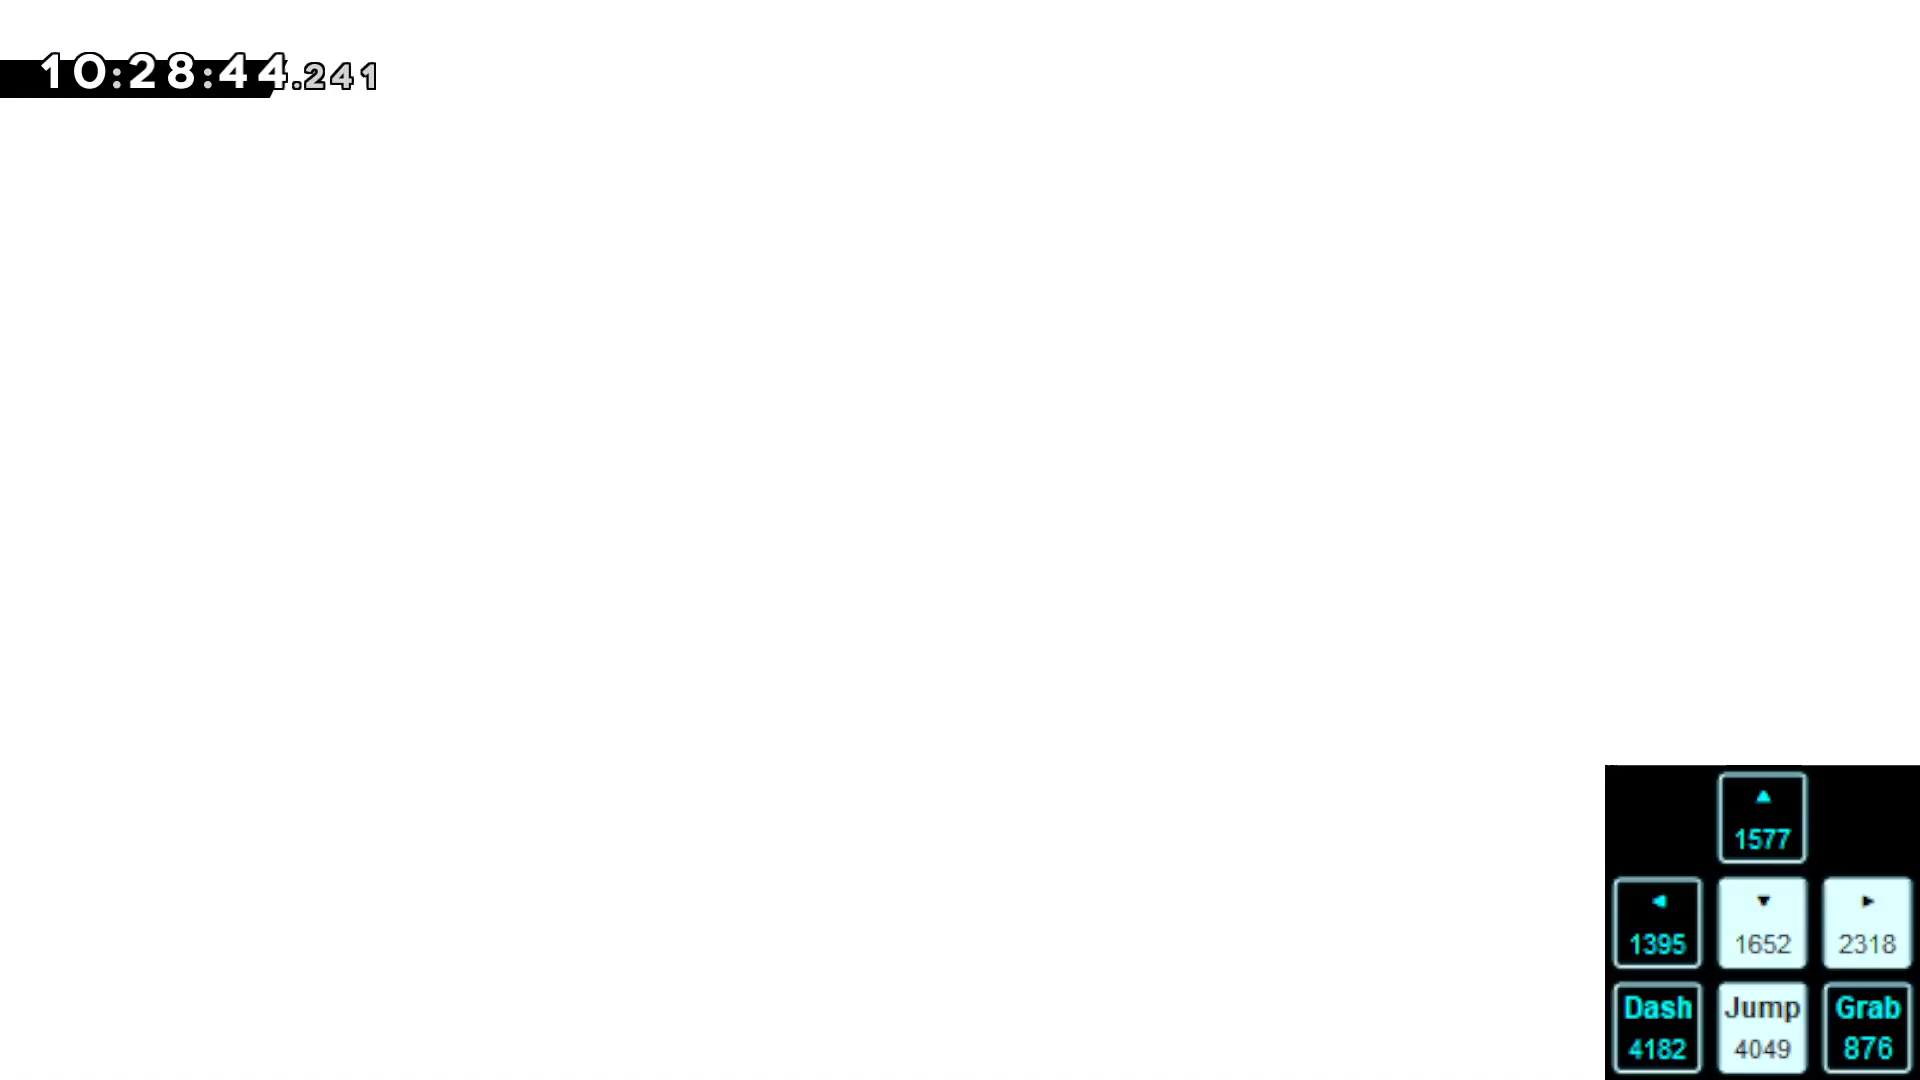 10:28:44.241
▲
1577
◄ ▼ ►
1395 1652 2318
Dash Jump Grab
4182 4049 876